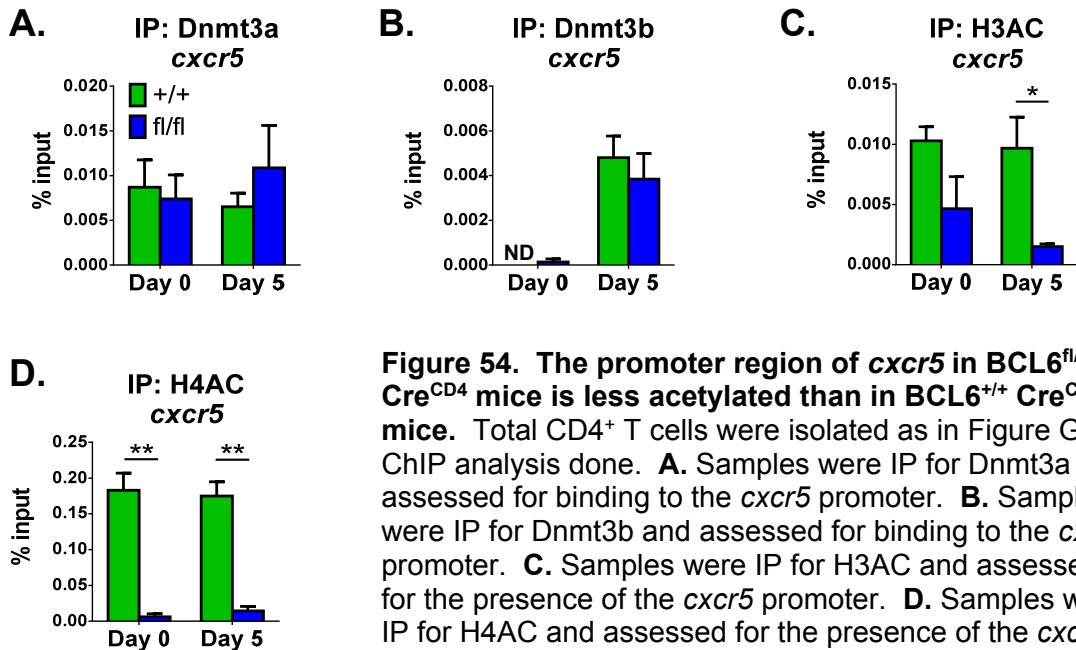 A.
IP: Dnmt3a
cxcr5
+/+
fl/fl
% input
0.020
0.015
0.010
0.005
0.000
Day 0 Day 5
B.
IP: Dnmt3b
cxcr5
% input
0.008
0.006
0.004
0.002
0.000
ND
Day 0 Day 5
C.
IP: H3AC
cxcr5
*
% input
0.015
0.010
0.005
0.000
Day 0 Day 5
D.
IP: H4AC
cxcr5
** **
% input
0.25
0.20
0.15
0.10
0.05
0.00
Day 0 Day 5
Figure 54. The promoter region of cxcr5 in BCL6fl/
CreCD4 mice is less acetylated than in BCL6+/+ CreC
mice. Total CD4+ T cells were isolated as in Figure G
ChIP analysis done. A. Samples were IP for Dnmt3a
assessed for binding to the cxcr5 promoter. B. Sampl
were IP for Dnmt3b and assessed for binding to the c
promoter. C. Samples were IP for H3AC and assesse
for the presence of the cxcr5 promoter. D. Samples w
IP for H4AC and assessed for the presence of the cxc